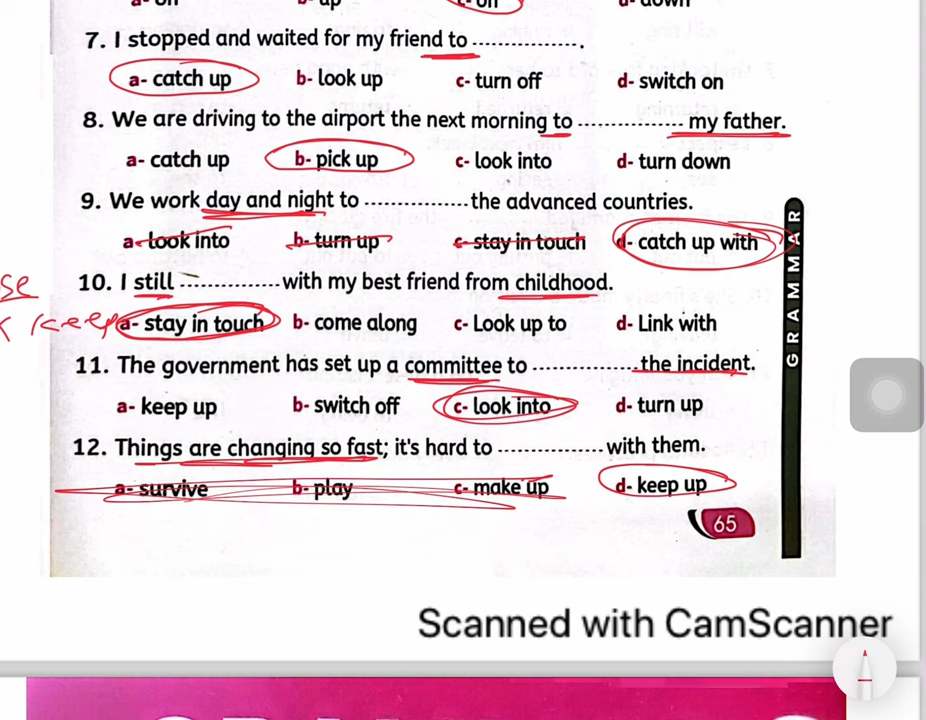 7. I stopped and waited for my friend to ................ .
a- catch up b- look up c- turn off d- switch on
8. We are driving to the airport the next morning to ................ my father.
a- catch up b- pick up c- look into d- turn down
9. We work day and night to ................ the advanced countries.
a- look into b- turn up c- stay in touch d- catch up with
10. I still ................ with my best friend from childhood.
keep a- stay in touch b- come along c- Look up to d- Link with
11. The government has set up a committee to ................ the incident.
a- keep up b- switch off c- look into d- turn up
12. Things are changing so fast; it's hard to ................ with them.
a- survive b- play c- make up d- keep up
65
GRAMMAR
Scanned with CamScanner